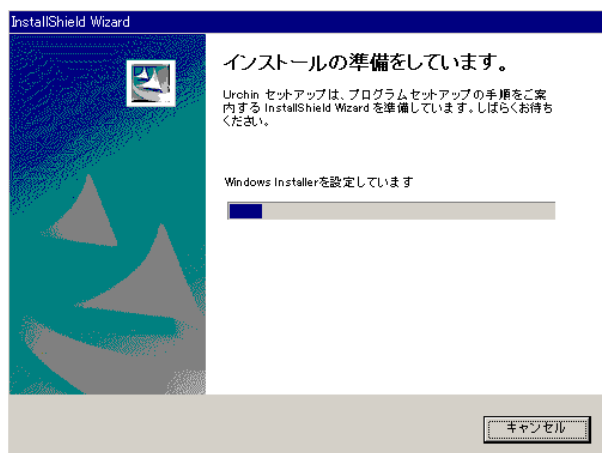 InstallShield Wizard
インストールの準備をしています。
Urchin セットアップは、プログラム セットアップの手順をご案
内する InstallShield Wizard を準備しています。しばらくお待ち
ください。
Windows Installerを設定しています
キャンセル